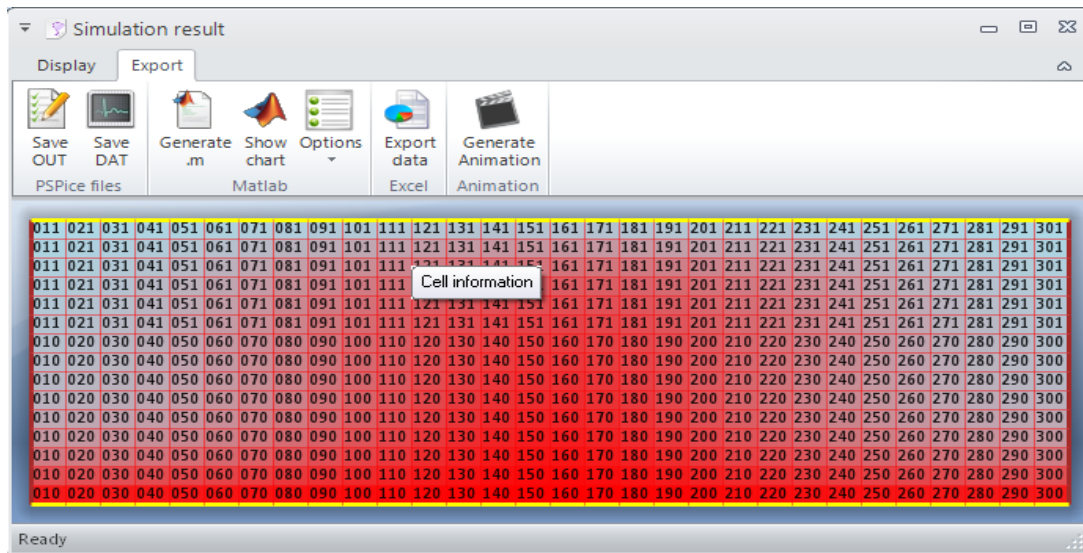 Simulation result
Display Export
Save OUT Save DAT Generate .m Show chart Options Export data Generate Animation
PSPice files Matlab Excel Animation
011 021 031 041 051 061 071 081 091 101 111 121 131 141 151 161 171 181 191 201 211 221 231 241 251 261 271 281 291 301
011 021 031 041 051 061 071 081 091 101 111 121 131 141 151 161 171 181 191 201 211 221 231 241 251 261 271 281 291 301
011 021 031 041 051 061 071 081 091 101 111 121 131 141 151 161 171 181 191 201 211 221 231 241 251 261 271 281 291 301
011 021 031 041 051 061 071 081 091 101 111 Cell information 161 171 181 191 201 211 221 231 241 251 261 271 281 291 301
011 021 031 041 051 061 071 081 091 101 111 121 131 141 151 161 171 181 191 201 211 221 231 241 251 261 271 281 291 301
011 021 031 041 051 061 071 081 091 101 111 121 131 141 151 161 171 181 191 201 211 221 231 241 251 261 271 281 291 301
010 020 030 040 050 060 070 080 090 100 110 120 130 140 150 160 170 180 190 200 210 220 230 240 250 260 270 280 290 300
010 020 030 040 050 060 070 080 090 100 110 120 130 140 150 160 170 180 190 200 210 220 230 240 250 260 270 280 290 300
010 020 030 040 050 060 070 080 090 100 110 120 130 140 150 160 170 180 190 200 210 220 230 240 250 260 270 280 290 300
010 020 030 040 050 060 070 080 090 100 110 120 130 140 150 160 170 180 190 200 210 220 230 240 250 260 270 280 290 300
010 020 030 040 050 060 070 080 090 100 110 120 130 140 150 160 170 180 190 200 210 220 230 240 250 260 270 280 290 300
010 020 030 040 050 060 070 080 090 100 110 120 130 140 150 160 170 180 190 200 210 220 230 240 250 260 270 280 290 300
010 020 030 040 050 060 070 080 090 100 110 120 130 140 150 160 170 180 190 200 210 220 230 240 250 260 270 280 290 300
010 020 030 040 050 060 070 080 090 100 110 120 130 140 150 160 170 180 190 200 210 220 230 240 250 260 270 280 290 300
010 020 030 040 050 060 070 080 090 100 110 120 130 140 150 160 170 180 190 200 210 220 230 240 250 260 270 280 290 300
Ready